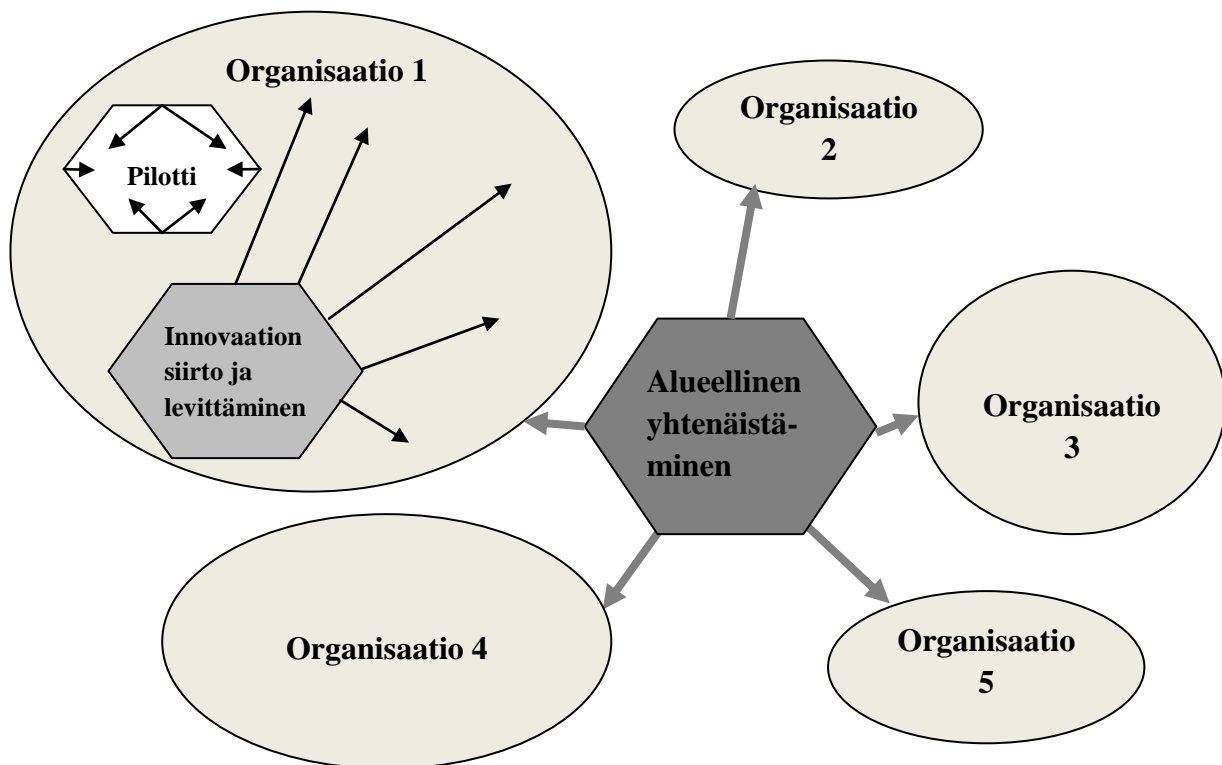 Organisaatio 1
Pilotti
Innovaation
siirto ja
levittäminen
Organisaatio
2
Alueellinen
yhtenäistä-
minen
Organisaatio
3
Organisaatio 4
Organisaatio
5